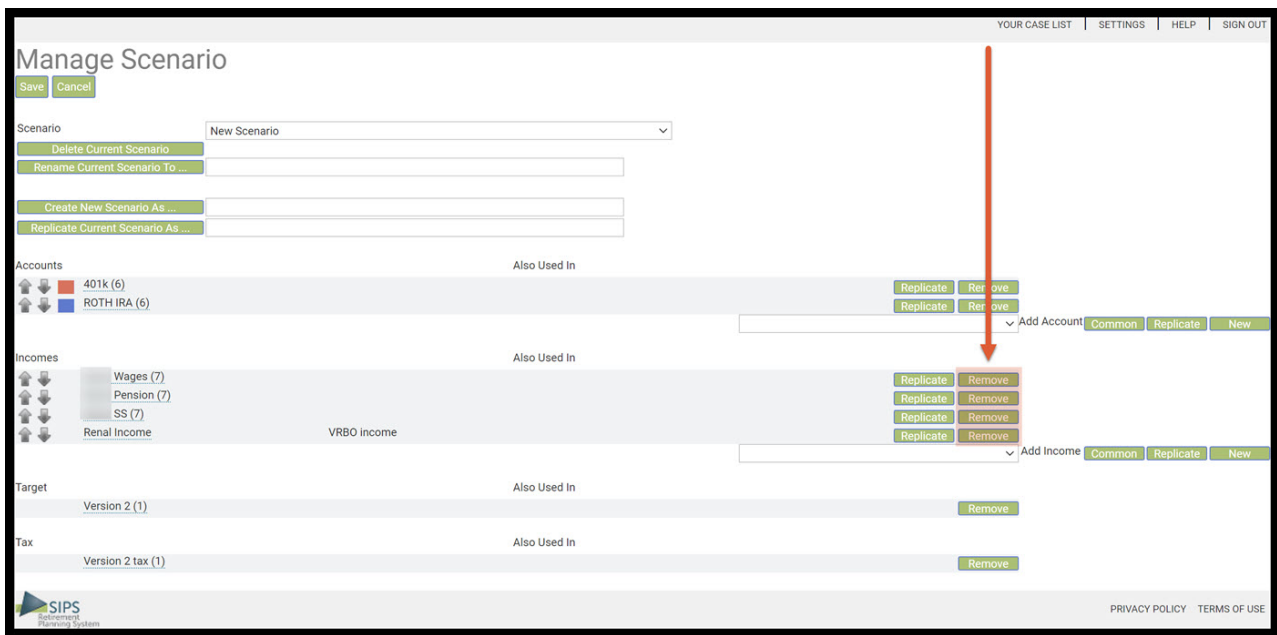 YOUR CASE LIST SETTINGS HELP SIGN OUT
Manage Scenario
Save Cancel
Scenario New Scenario
Delete Current Scenario
Rename Current Scenario To ...
Create New Scenario As ...
Replicate Current Scenario As ...
Accounts Also Used In
401k (6) Replicate Remove
ROTH IRA (6) Replicate Remove
Add Account Common Replicate New
Incomes Also Used In
Wages (7) Replicate Remove
Pension (7) Replicate Remove
SS (7) Replicate Remove
Renal Income VRBO income Replicate Remove
Add Income Common Replicate New
Target Also Used In
Version 2 (1) Remove
Tax Also Used In
Version 2 tax (1) Remove
SIPS
Retirement
Planning System
PRIVACY POLICY TERMS OF USE